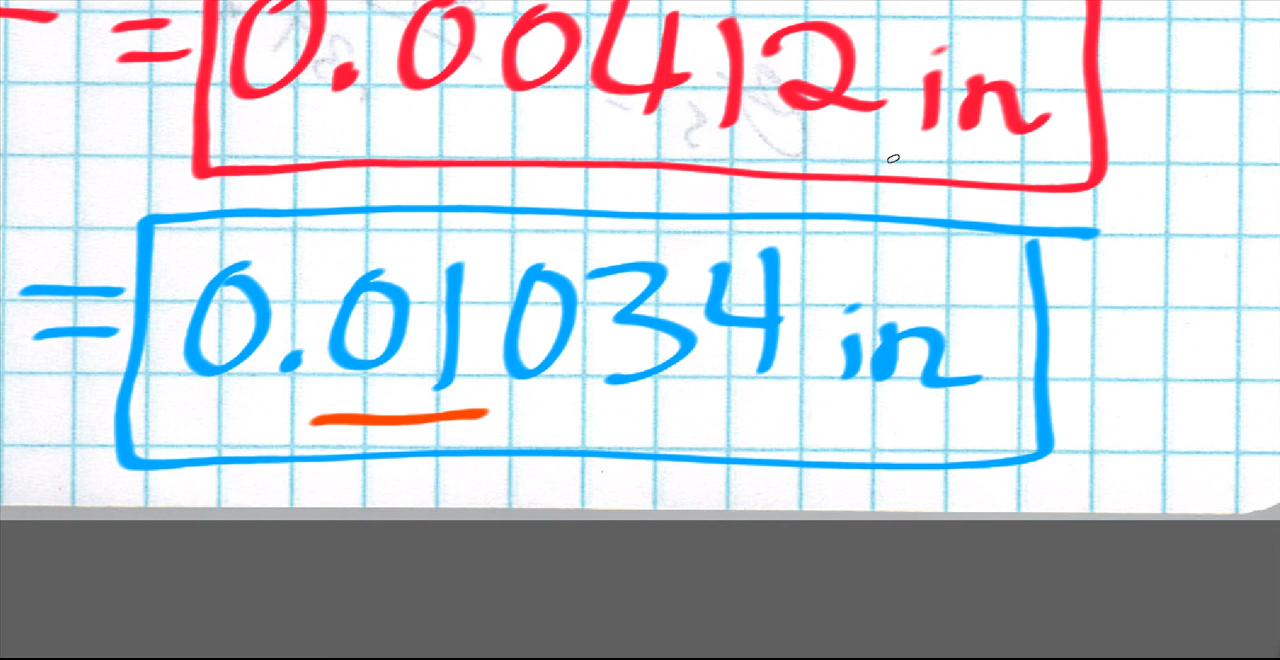 = 0.00412 in
= 0.01034 in